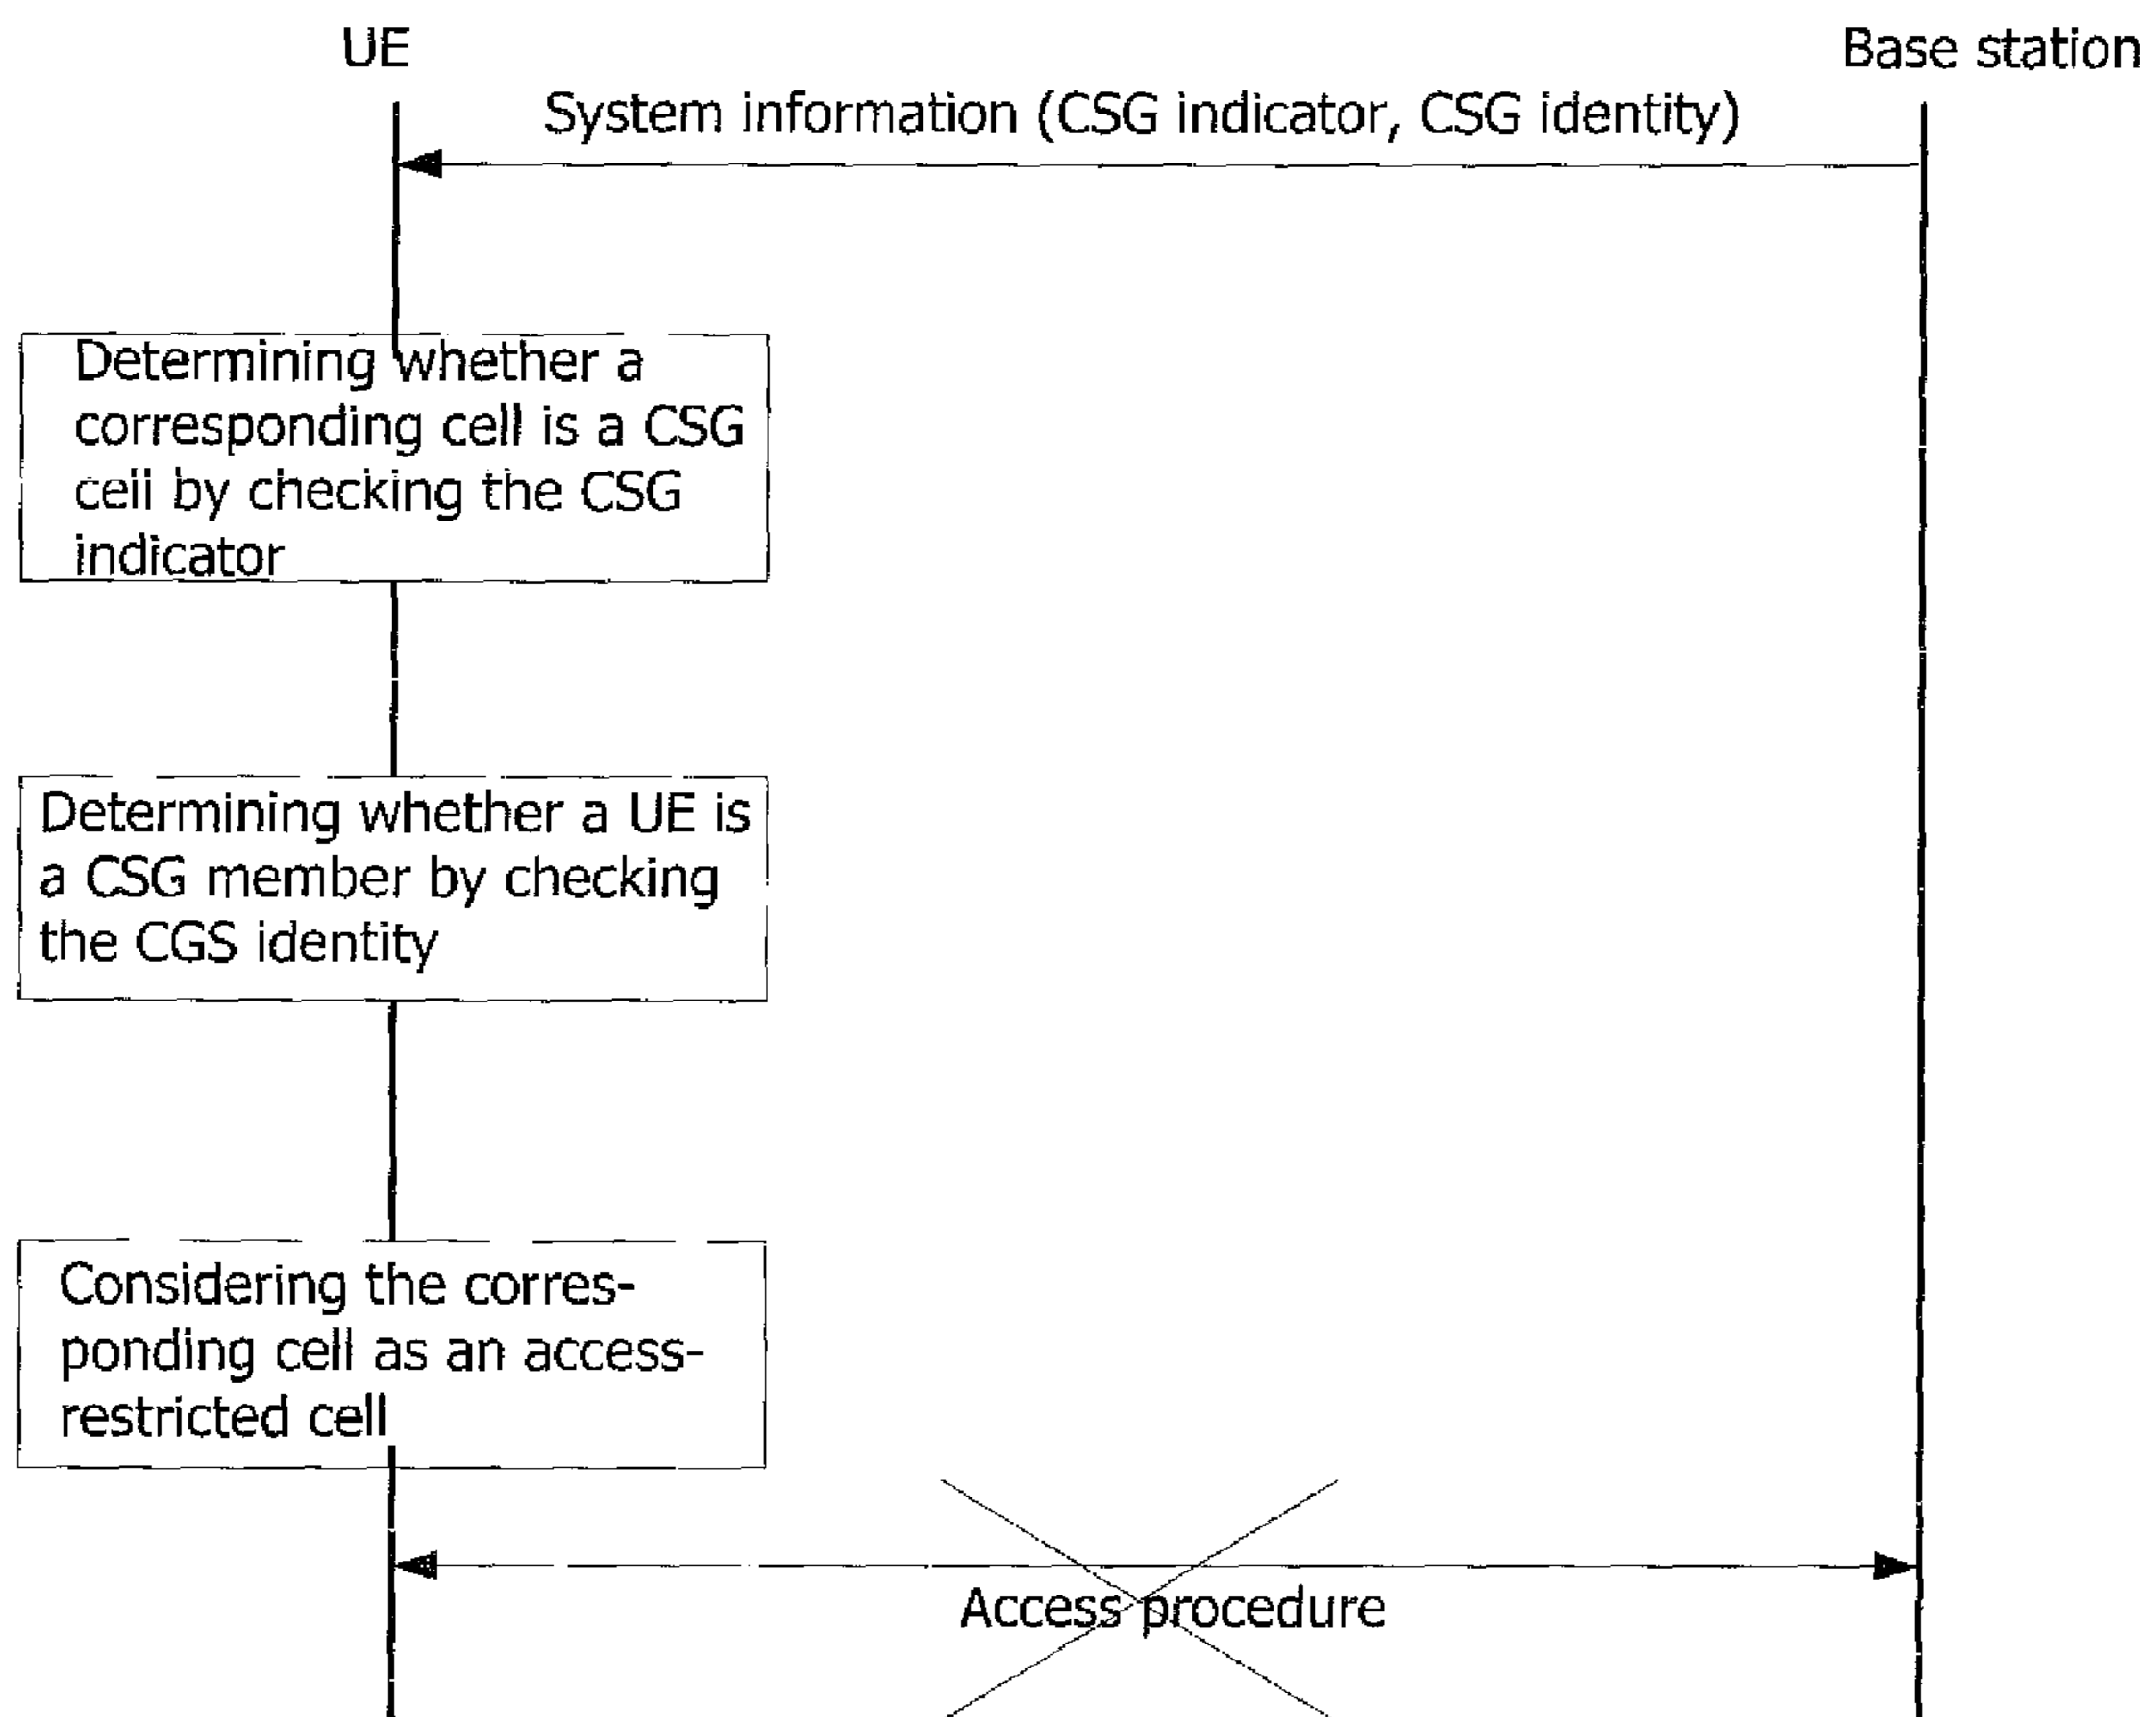 UE
Base station
System information (CSG indicator, CSG identity)
Determining whether a
corresponding cell is a CSG
cell by checking the CSG
indicator
Determining whether a UE is
a CSG member by checking
the CGS identity
Considering the corres-
ponding cell as an access-
restricted cell
Access procedure